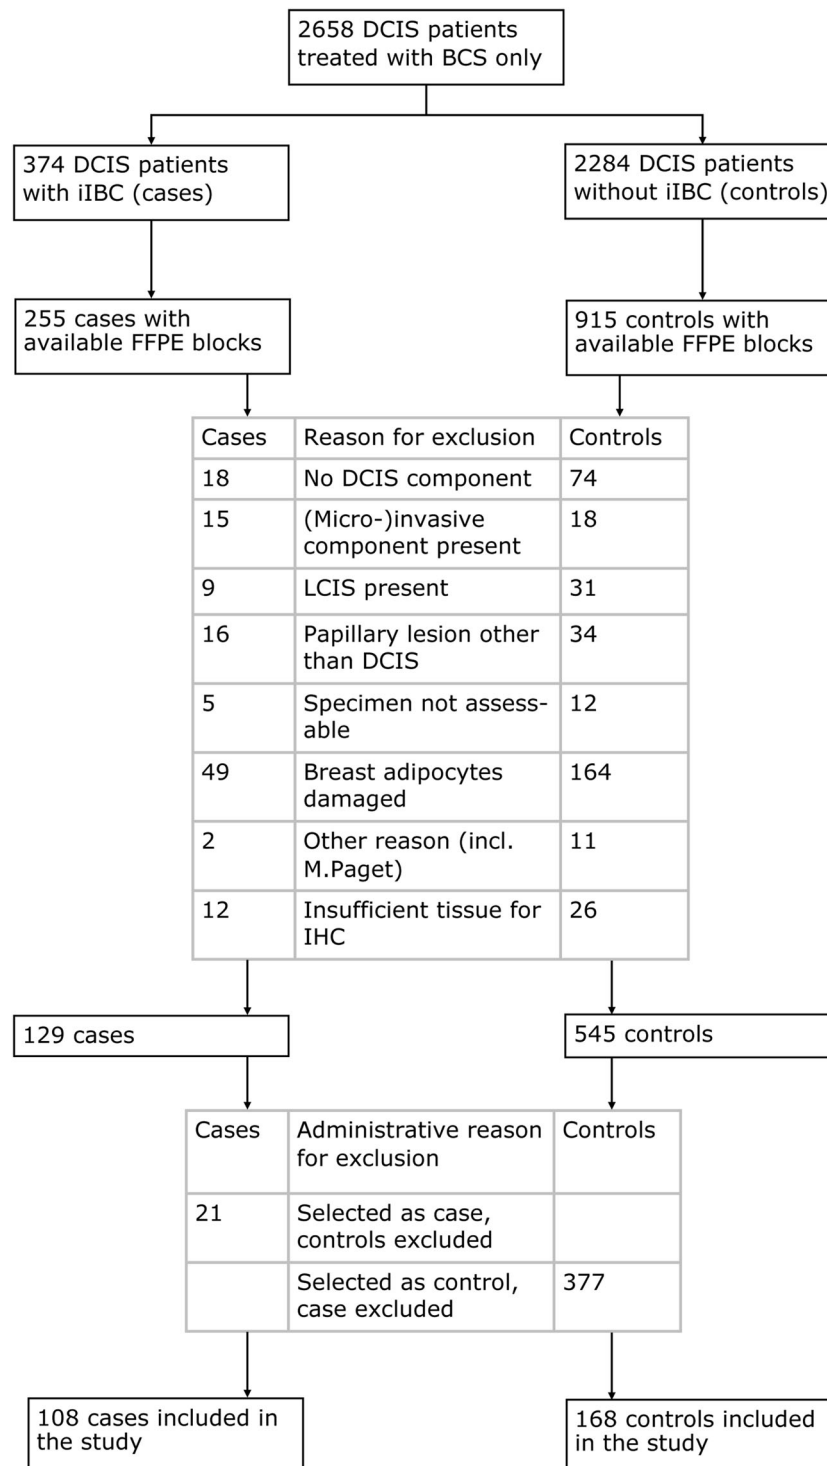 2658 DCIS patients
treated with BCS only
374 DCIS patients
with iIBC (cases)
2284 DCIS patients
without iIBC (controls)
255 cases with
available FFPE blocks
915 controls with
available FFPE blocks
Cases Reason for exclusion Controls
18 No DCIS component 74
15 (Micro-)invasive 18
component present
9 LCIS present 31
16 Papillary lesion other 34
than DCIS
5 Specimen not assess- 12
able
49 Breast adipocytes 164
damaged
2 Other reason (incl. 11
M.Paget)
12 Insufficient tissue for 26
IHC
129 cases
545 controls
Cases Administrative reason Controls
for exclusion
21 Selected as case,
controls excluded
Selected as control, 377
case excluded
108 cases included in
the study
168 controls included
in the study